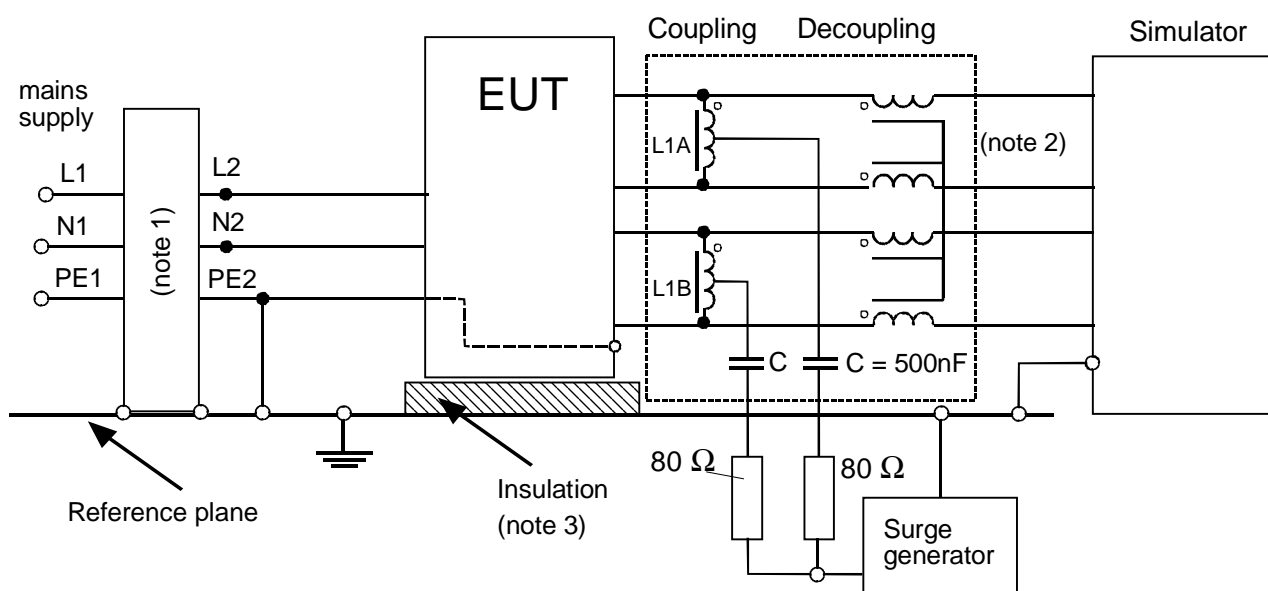 Coupling Decoupling
Simulator
mains
supply
EUT
L1A
(note 2)
L1 L2
N1 N2
(note 1)
PE1 PE2
L1B
C C = 500nF
80 Ω 80 Ω
Insulation
(note 3)
Reference plane
Surge
generator